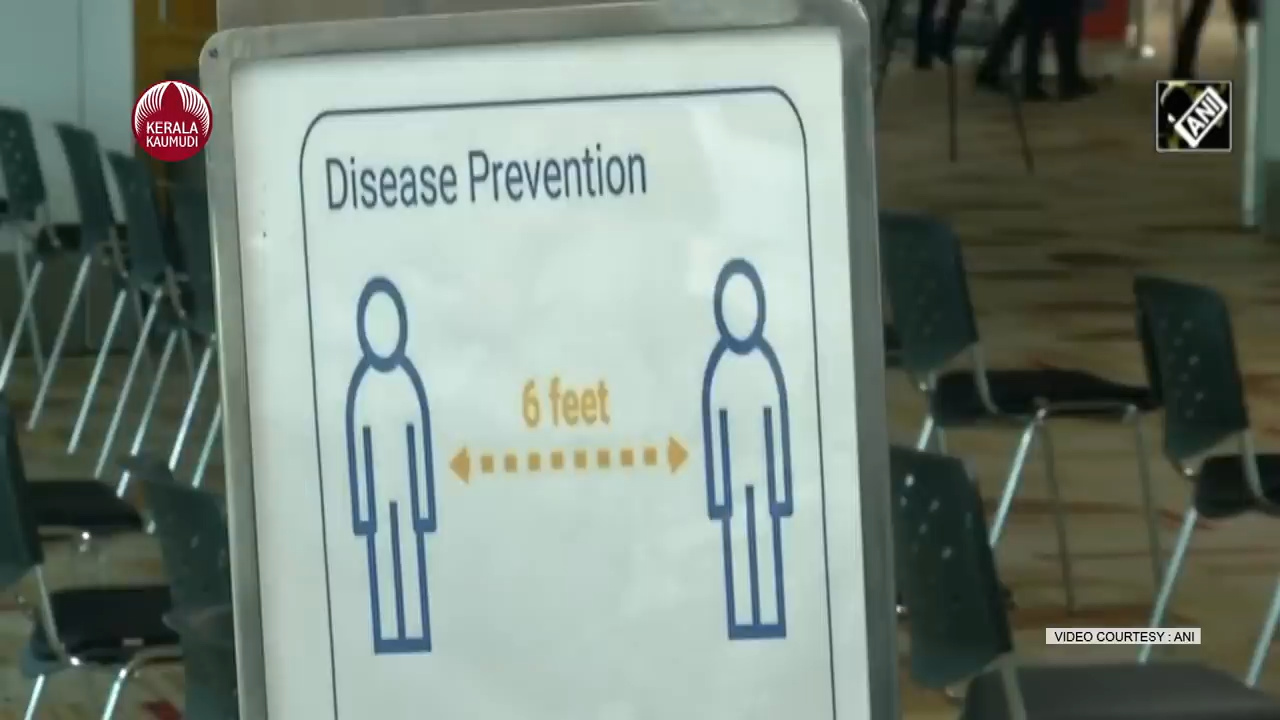 KERALA
KAUMUDI
ANI
Disease Prevention
6 feet
VIDEO COURTESY : ANI